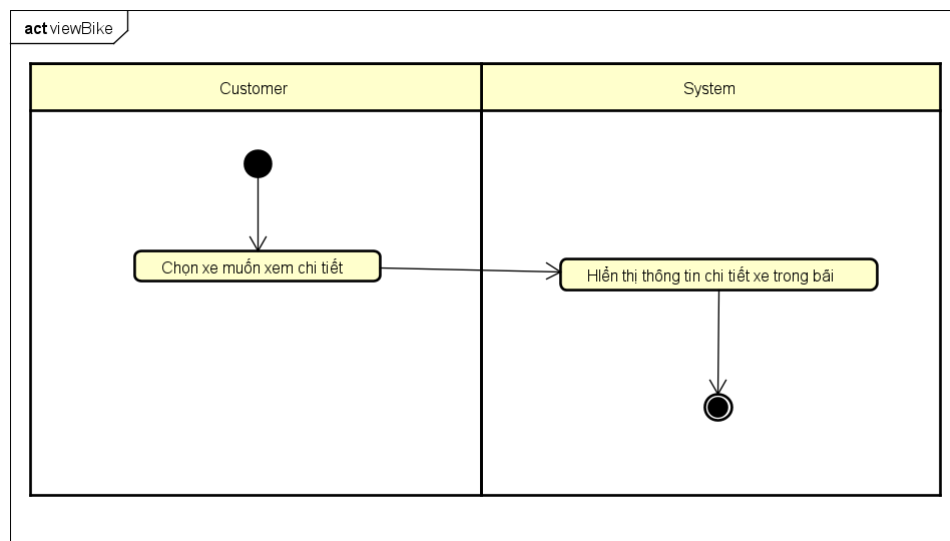 act viewBike
Customer
System
Chọn xe muốn xem chi tiết
HIển thị thông tin chi tiết xe trong bãi